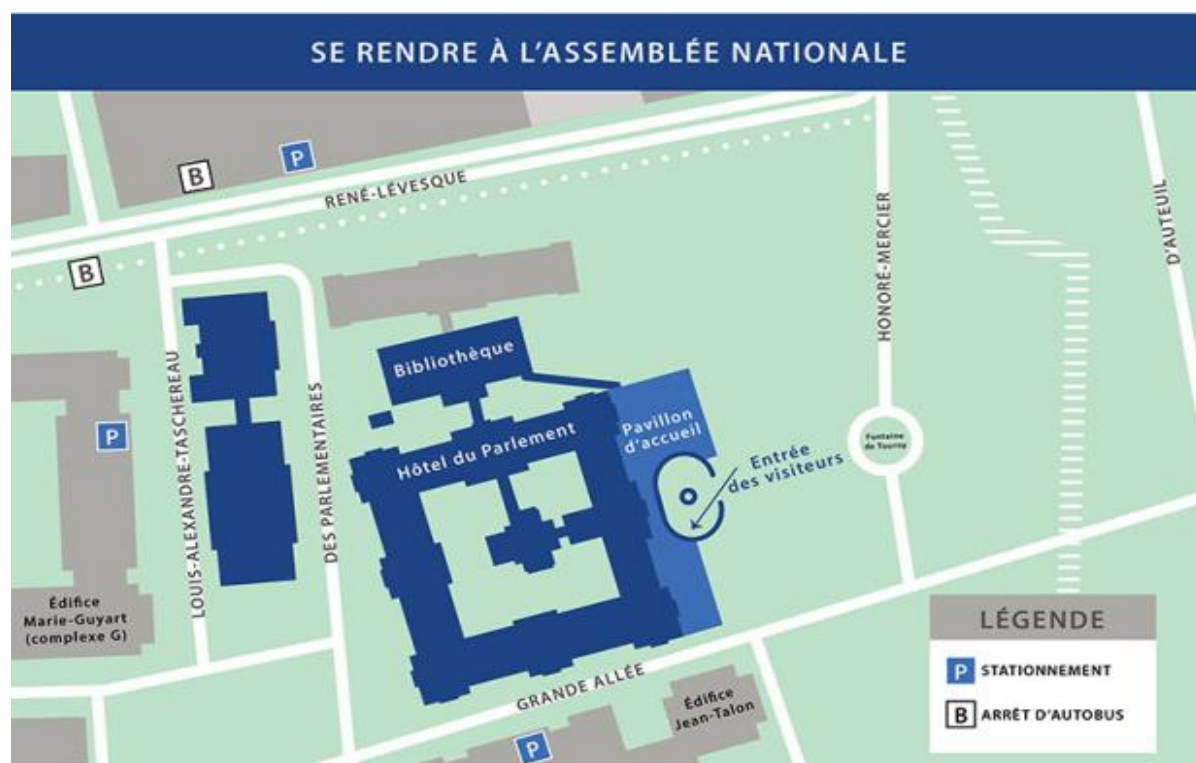 SE RENDRE À L'ASSEMBLÉE NATIONALE
P
B
RENÉ-LÉVESQUE
B
HONORÉ-MERCIER
D'AUTEUIL
LOUIS-ALEXANDRE-TASCHEREAU
DES PARLEMENTAIRES
Bibliothèque
P
Hôtel du Parlement
Pavillon
d'accueil
Entrée
des visiteurs
Fontaine
de Tourny
Édifice
Marie-Guyart
(complexe G)
GRANDE ALLÉE
Édifice
Jean-Talon
P
LÉGENDE
P STATIONNEMENT
B ARRÊT D'AUTOBUS